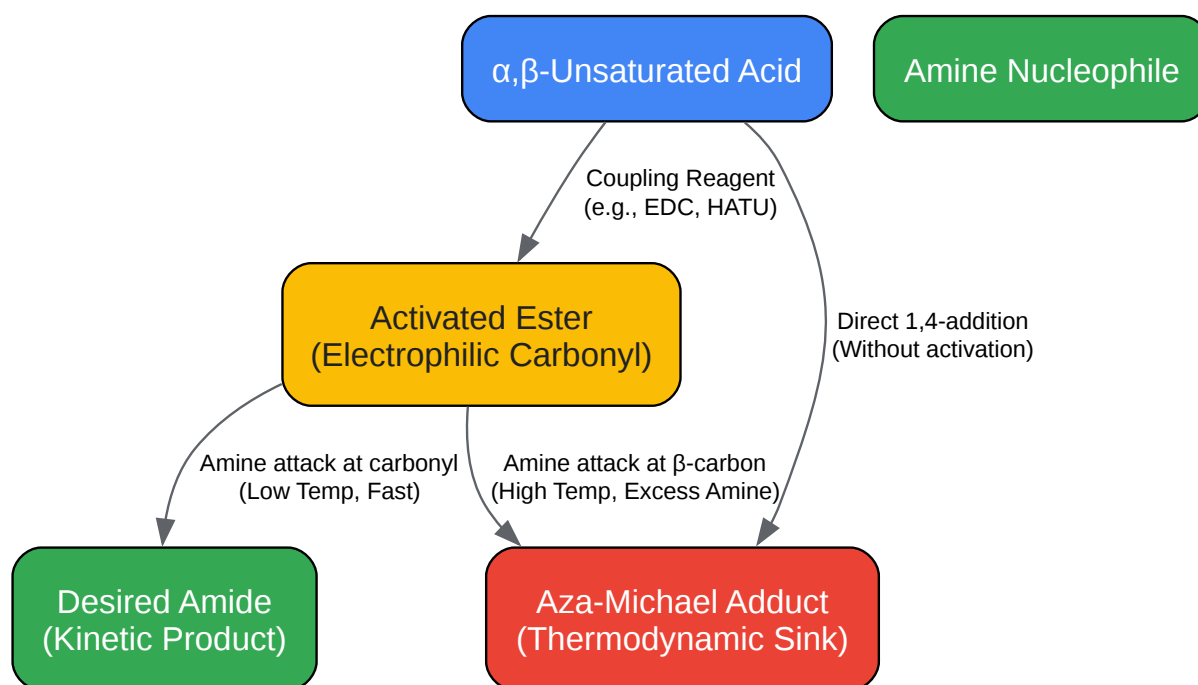 α,β-Unsaturated Acid
Amine Nucleophile
Coupling Reagent
(e.g., EDC, HATU)
Activated Ester
(Electrophilic Carbonyl)
Direct 1,4-addition
(Without activation)
Amine attack at carbonyl
(Low Temp, Fast)
Amine attack at β-carbon
(High Temp, Excess Amine)
Desired Amide
(Kinetic Product)
Aza-Michael Adduct
(Thermodynamic Sink)